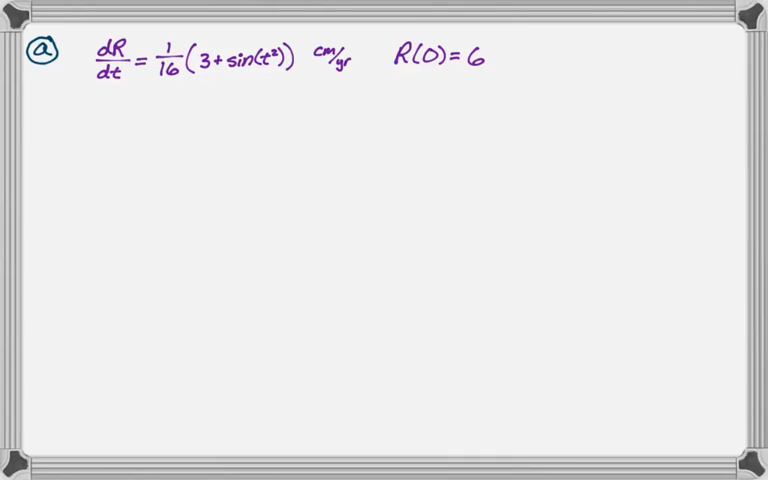 ⓐ dR/dt = 1/16 (3 + sin(t²)) cm/yr R(0) = 6